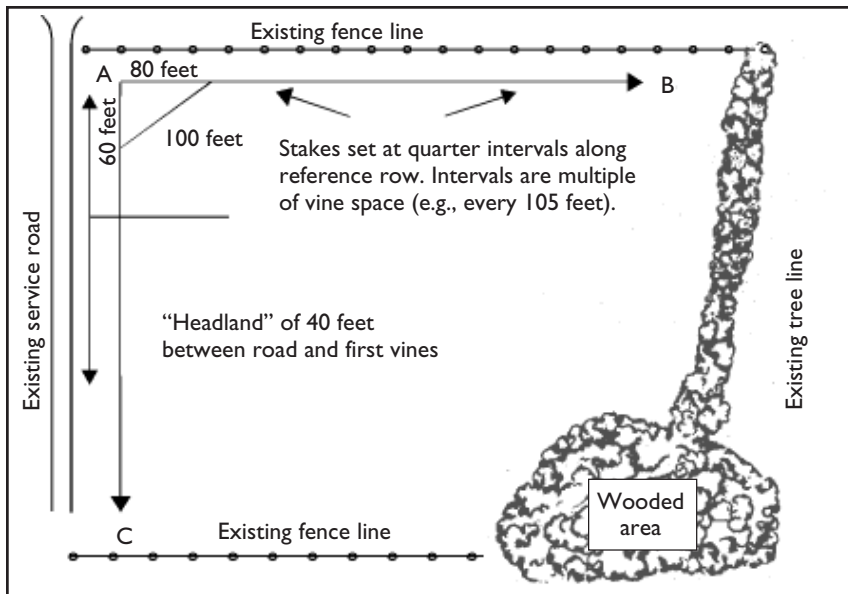 Existing fence line
A
80 feet
B
60 feet
100 feet
Stakes set at quarter intervals along
reference row. Intervals are multiple
of vine space (e.g., every 105 feet).
Existing service road
“Headland” of 40 feet
between road and first vines
Existing tree line
Wooded
area
C
Existing fence line